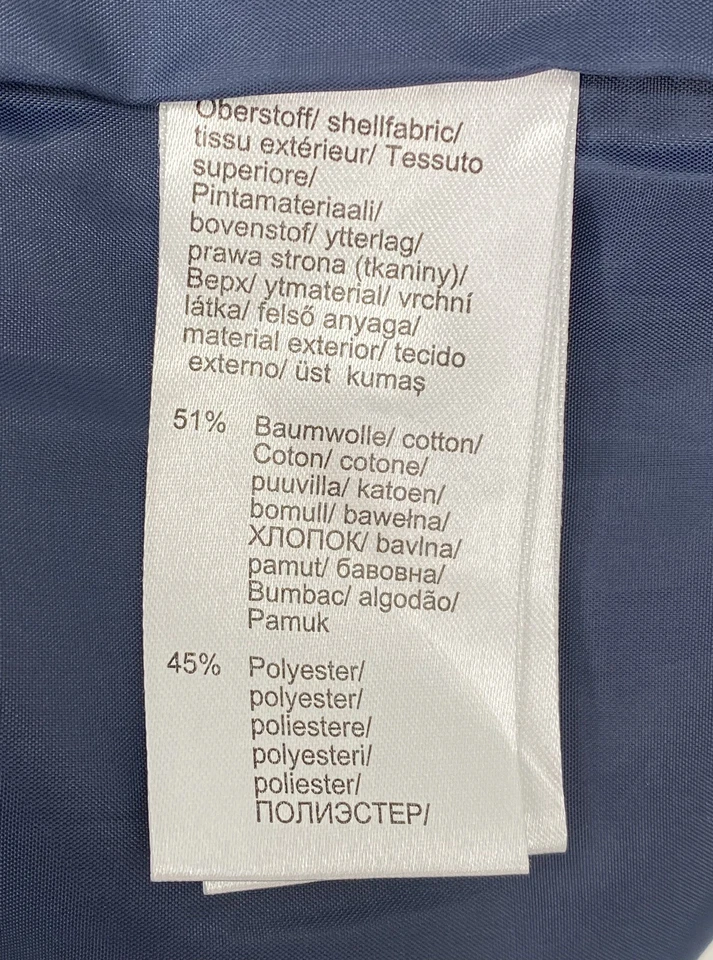 Oberstoff/ shellfabric/
tissu extérieur/ Tessuto
superiore/
Pintamateriaali/
bovenstof/ ytterlag/
prawa strona (tkaniny)/
Верх/ ytmaterial/ vrchní
látka/ felső anyaga/
material exterior/ tecido
externo/ üst kumaş
51% Baumwolle/ cotton/
Coton/ cotone/
puuvilla/ katoen/
bomull/ bawełna/
ХЛОПОК/ bavlna/
pamut/ бавовна/
Bumbac/ algodão/
Pamuk
45% Polyester/
polyester/
poliestere/
polyesteri/
poliester/
ПОЛИЭСТЕР/